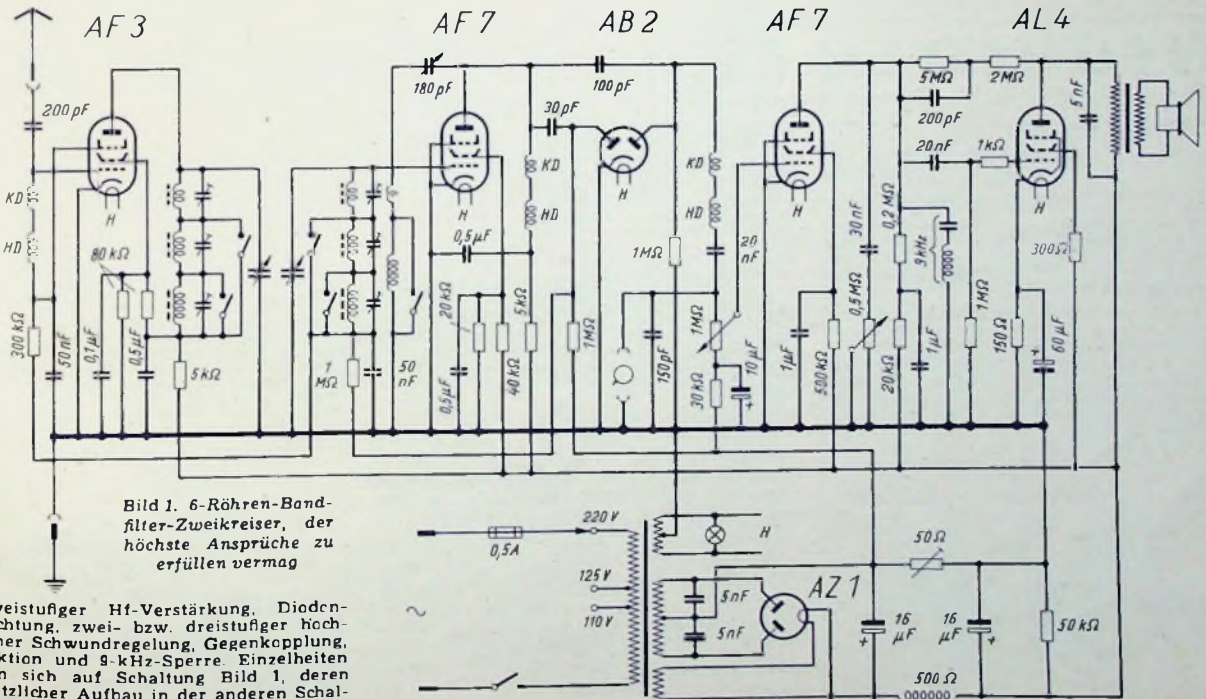 AF 3
AF 7
AB 2
AF 7
AL 4
200 pF
180 pF
30 pF
100 pF
5 MΩ
2 MΩ
200 pF
20 nF
1 kΩ
5 nF
KD
HD
H
H
KD
HD
H
KD
HD
H
H
80 kΩ
0,5 µF
1 MΩ
20 nF
30 nF
0,2 MΩ
9 kHz
300 Ω
300 kΩ
50 nF
0,1 µF
0,5 µF
5 kΩ
1 MΩ
50 nF
0,5 µF
20 kΩ
40 kΩ
5 kΩ
1 MΩ
150 pF
1 MΩ
30 kΩ
10 µF
1 µF
500 kΩ
0,5 MΩ
20 kΩ
1 µF
1 MΩ
150 Ω
60 µF
+
+
Bild 1. 6-Röhren-Band-
filter-Zweikreiser, der
höchste Ansprüche zu
erfüllen vermag
0,5 A
220 V
125 V
110 V
~
H
5 nF
5 nF
AZ 1
50 Ω
16 µF
+
16 µF
+
50 kΩ
500 Ω
weistufiger Hf-Verstärkung, Dioden-
chtung, zwei- bzw. dreistufiger hoch-
ner Schwundregelung, Gegenkopplung,
ktion und 9-kHz-Sperre. Einzelheiten
n sich auf Schaltung Bild 1, deren
tzlicher Aufbau in der anderen Schal-